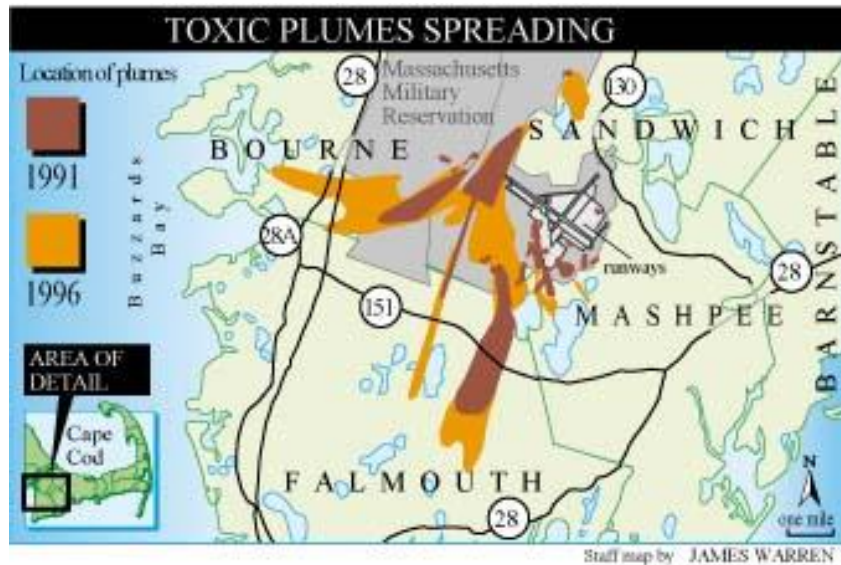 TOXIC PLUMES SPREADING
Location of plumes
1991
1996
Buzzards
Bay
28
Massachusetts
Military
Reservation
130
SANDWICH
BOURNE
BARNSTABLE
28A
runways
28
151
MASHPEE
AREA OF
DETAIL
Cape
Cod
FALMOUTH
28
N
one mile
Staff map by JAMES WARREN